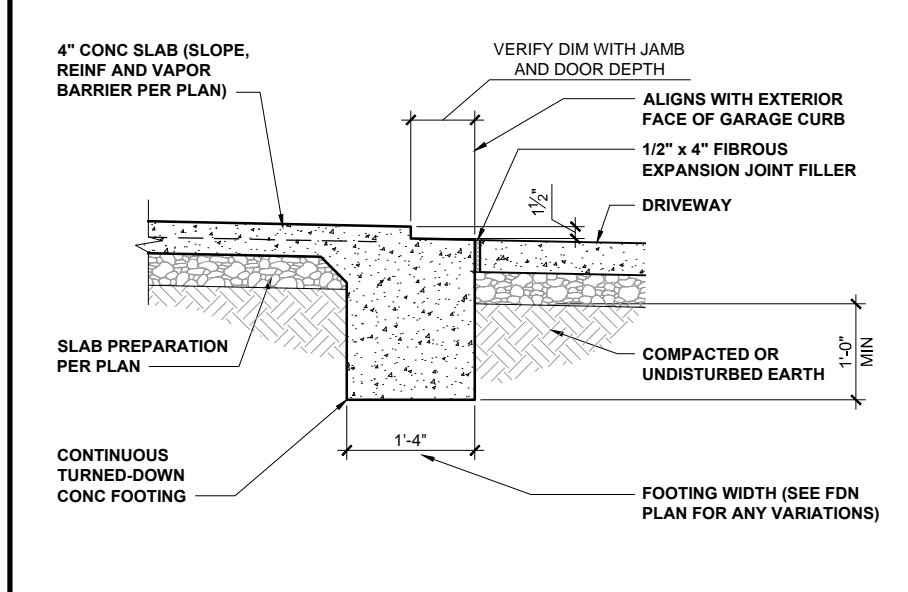 4" CONC SLAB (SLOPE,
REINF AND VAPOR
BARRIER PER PLAN)
VERIFY DIM WITH JAMB
AND DOOR DEPTH
ALIGNS WITH EXTERIOR
FACE OF GARAGE CURB
1/2" x 4" FIBROUS
EXPANSION JOINT FILLER
1 1/2"
DRIVEWAY
SLAB PREPARATION
PER PLAN
COMPACTED OR
UNDISTURBED EARTH
1'-0"
MIN
1'-4"
CONTINUOUS
TURNED-DOWN
CONC FOOTING
FOOTING WIDTH (SEE FDN
PLAN FOR ANY VARIATIONS)